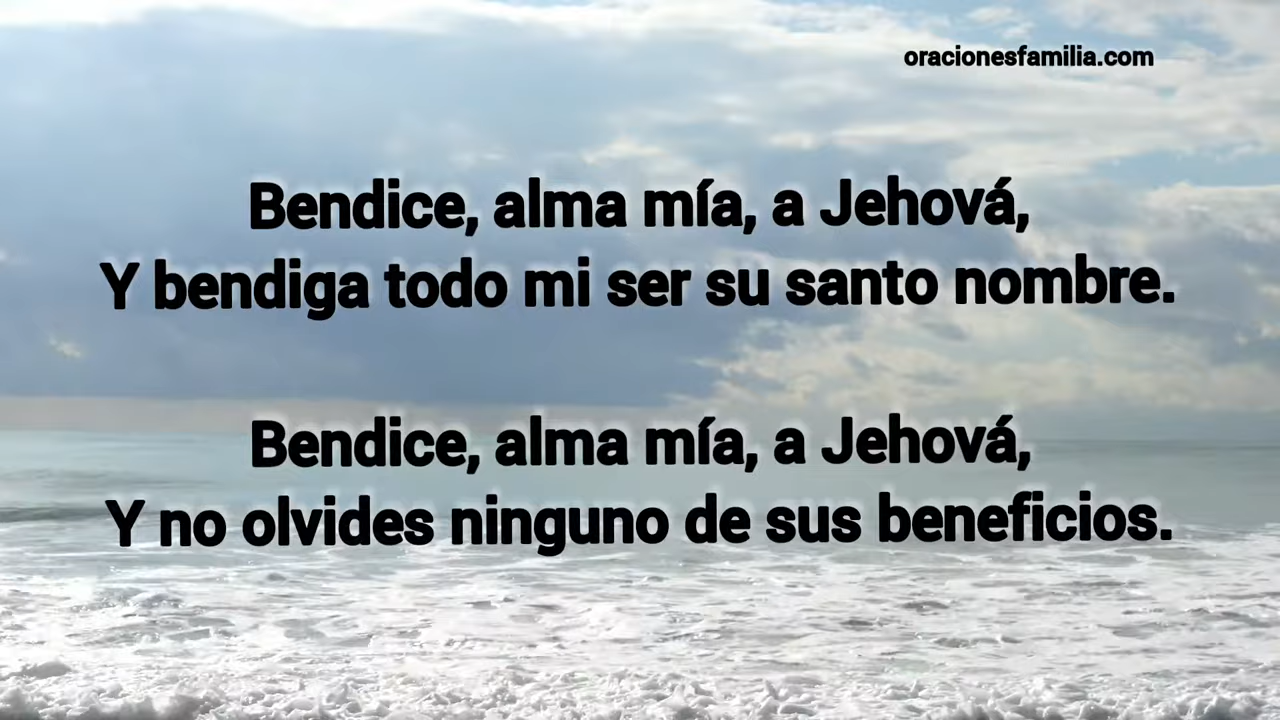 oracionesfamilia.com
Bendice, alma mía, a Jehová,
Y bendiga todo mi ser su santo nombre.
Bendice, alma mía, a Jehová,
Y no olvides ninguno de sus beneficios.